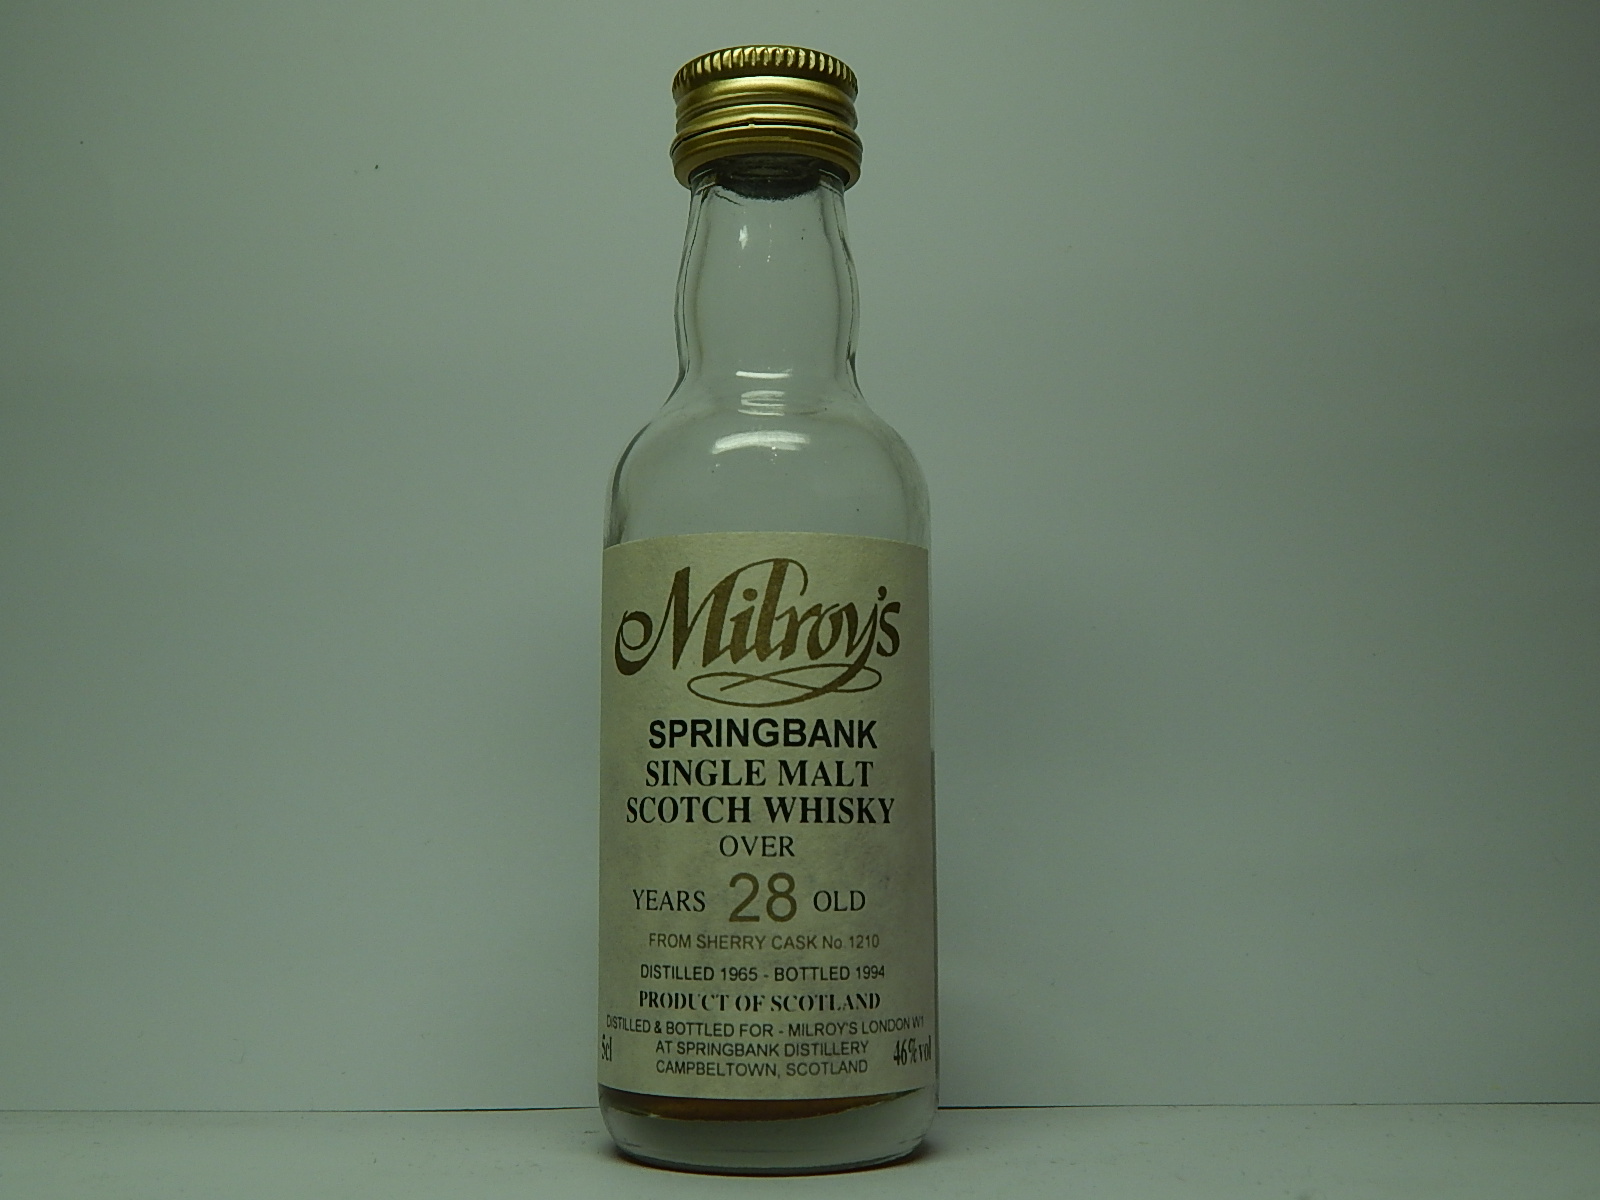 Milroy's
SPRINGBANK
SINGLE MALT
SCOTCH WHISKY
OVER
YEARS 28 OLD
FROM SHERRY CASK No 1210
DISTILLED 1965 - BOTTLED 1994
PRODUCT OF SCOTLAND
DISTILLED & BOTTLED FOR - MILROY'S LONDON W1
5cl AT SPRINGBANK DISTILLERY 46%vol
CAMPBELTOWN, SCOTLAND